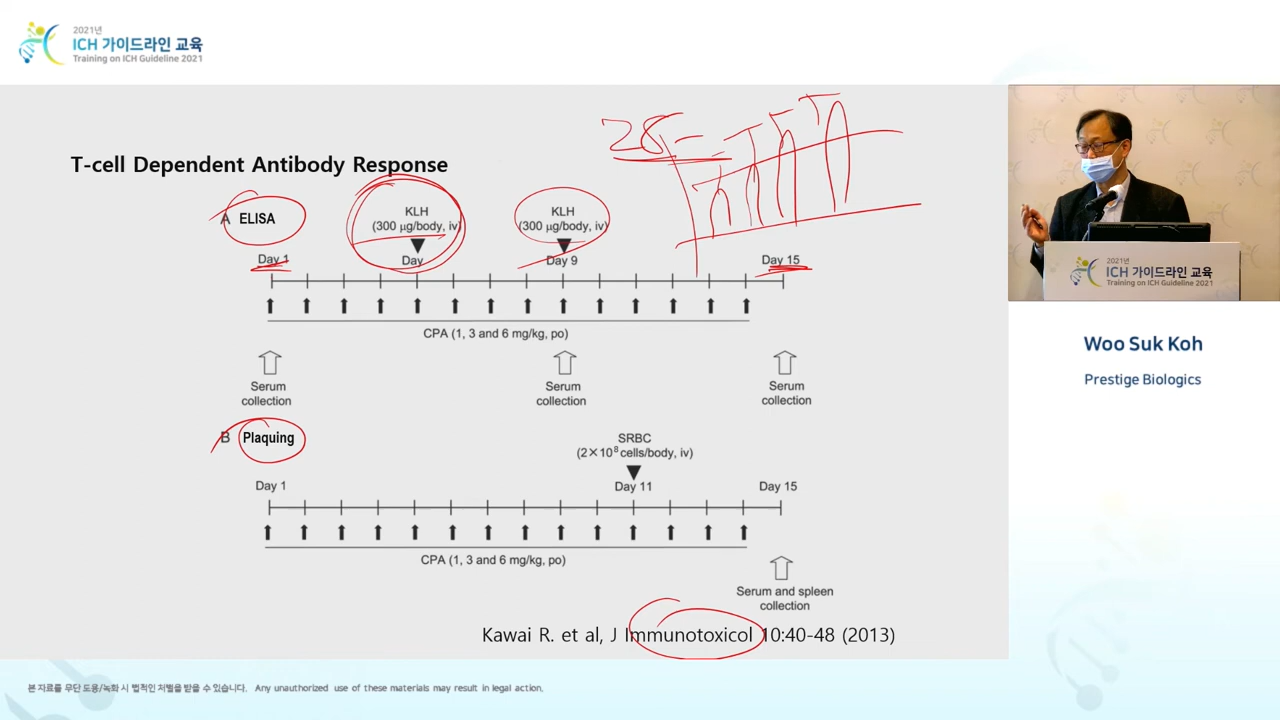 2021년
ICH 가이드라인 교육
Training on ICH Guideline 2021
T-cell Dependent Antibody Response
28
A ELISA
KLH
(300 μg/body, iv)
KLH
(300 μg/body, iv)
Day 1
Day
Day 9
Day 15
CPA (1, 3 and 6 mg/kg, po)
Serum
collection
Serum
collection
Serum
collection
B Plaquing
SRBC
(2×10⁸ cells/body, iv)
Day 1
Day 11
Day 15
CPA (1, 3 and 6 mg/kg, po)
Serum and spleen
collection
Kawai R. et al, J Immunotoxicol 10:40-48 (2013)
2021년
ICH 가이드라인 교육
Training on ICH Guideline 2021
Woo Suk Koh
Prestige Biologics
본 자료를 무단 도용/녹화 시 법적인 처벌을 받을 수 있습니다. Any unauthorized use of these materials may result in legal action.